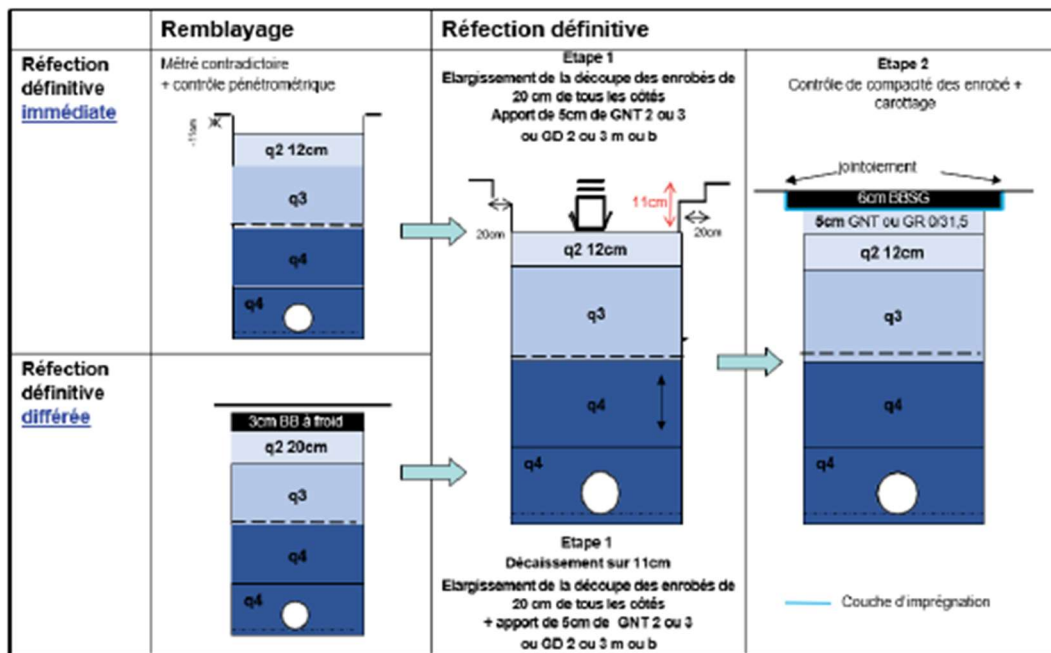 Remblayage
Réfection définitive
Réfection
définitive
immédiate
Métré contradictoire
+ contrôle pénétrométrique
-11cm
q2 12cm
q3
q4
q4
Etape 1
Elargissement de la découpe des enrobés de
20 cm de tous les côtés
Apport de 5cm de GNT 2 ou 3
ou GD 2 ou 3 m ou b
11cm
20cm
20cm
q2 12cm
q3
q4
q4
Etape 2
Contrôle de compacité des enrobé +
carottage
jointoiement
6cm BBSG
5cm GNT ou GR 0/31,5
q2 12cm
q3
q4
q4
Réfection
définitive
différée
3cm BB à froid
q2 20cm
q3
q4
q4
Etape 1
Décaissement sur 11cm
Elargissement de la découpe des enrobés de
20 cm de tous les côtés
+ apport de 5cm de GNT 2 ou 3
ou GD 2 ou 3 m ou b
Couche d'imprégnation